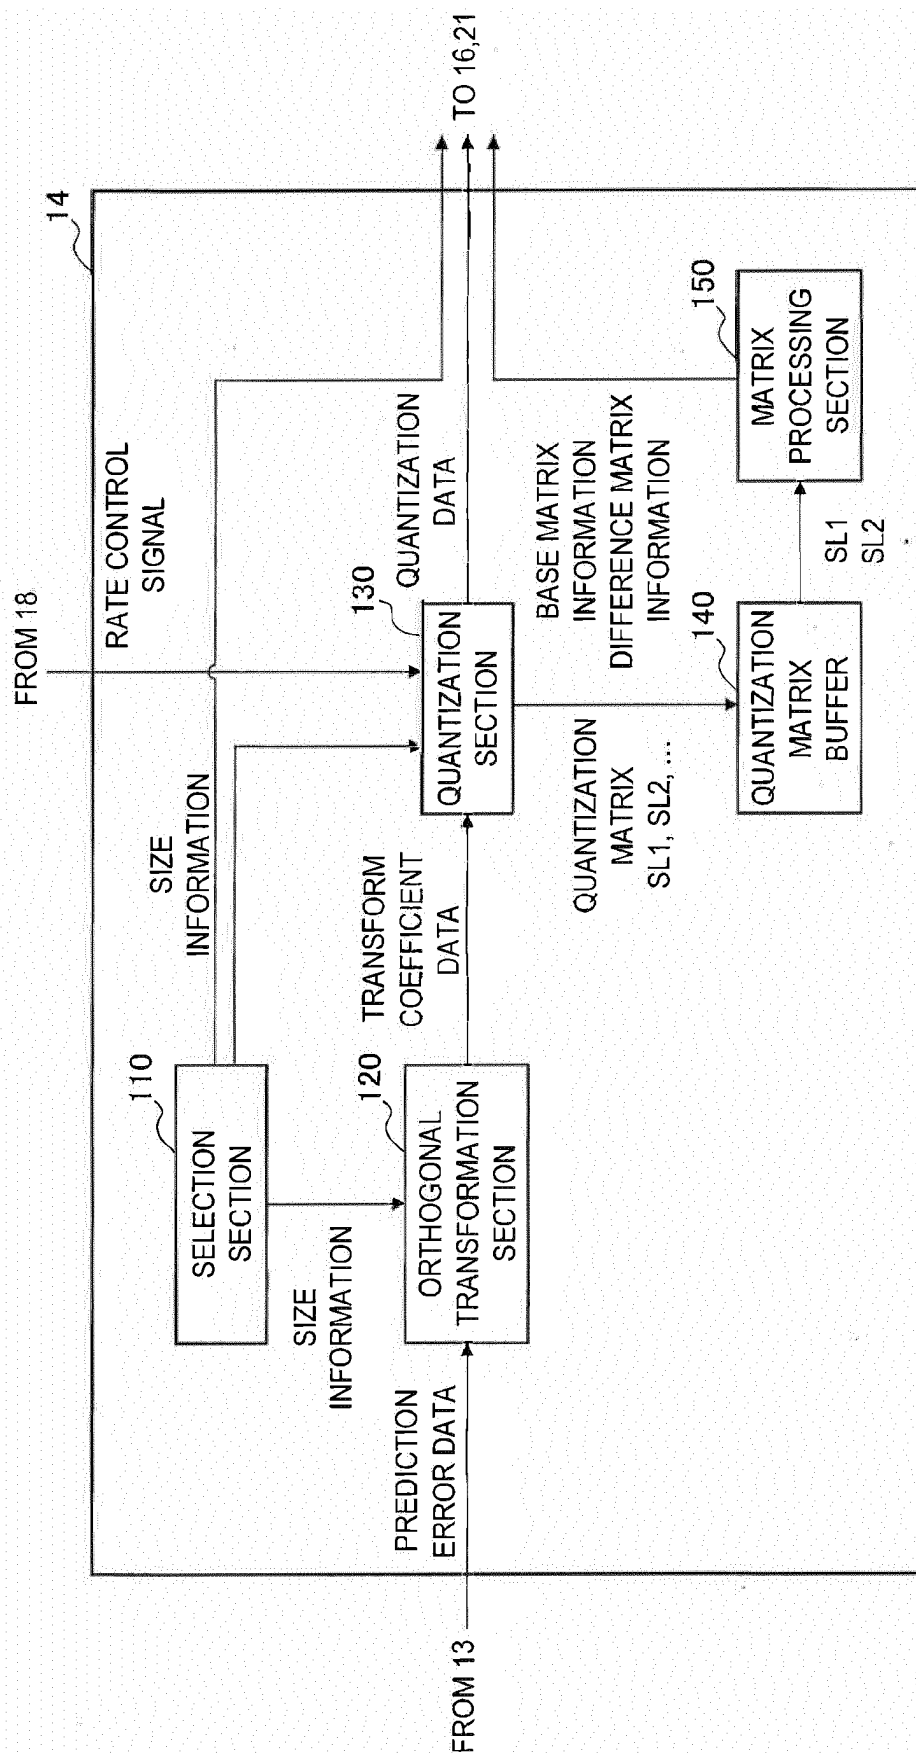 FROM 18
14
RATE CONTROL
SIGNAL
TO 16,21
SIZE
INFORMATION
110
SELECTION
SECTION
SIZE
INFORMATION
FROM 13
PREDICTION
ERROR DATA
120
ORTHOGONAL
TRANSFORMATION
SECTION
TRANSFORM
COEFFICIENT
DATA
130
QUANTIZATION
SECTION
QUANTIZATION
DATA
QUANTIZATION
MATRIX
SL1, SL2, ...
140
QUANTIZATION
MATRIX
BUFFER
SL1
SL2
BASE MATRIX
INFORMATION
DIFFERENCE MATRIX
INFORMATION
150
MATRIX
PROCESSING
SECTION